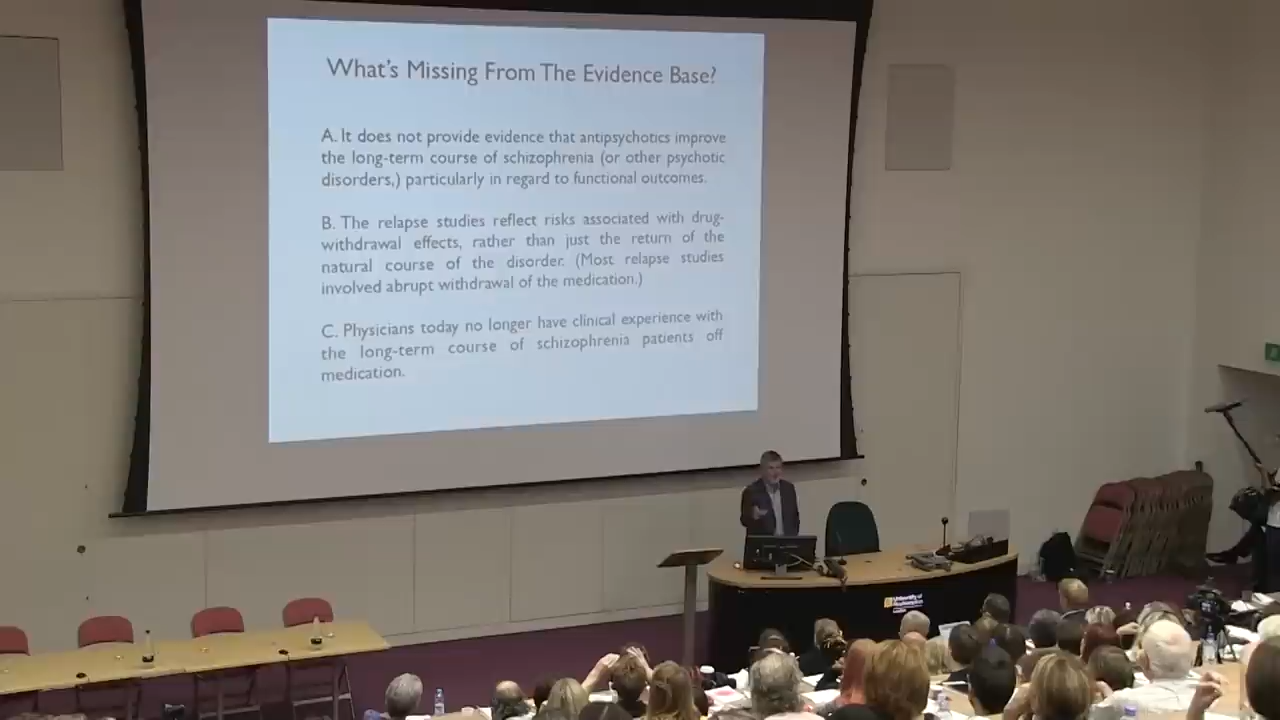 What's Missing From The Evidence Base?
A. It does not provide evidence that antipsychotics improve
the long-term course of schizophrenia (or other psychotic
disorders,) particularly in regard to functional outcomes.
B. The relapse studies reflect risks associated with drug-
withdrawal effects, rather than just the return of the
natural course of the disorder. (Most relapse studies
involved abrupt withdrawal of the medication.)
C. Physicians today no longer have clinical experience with
the long-term course of schizophrenia patients off
medication.
University of